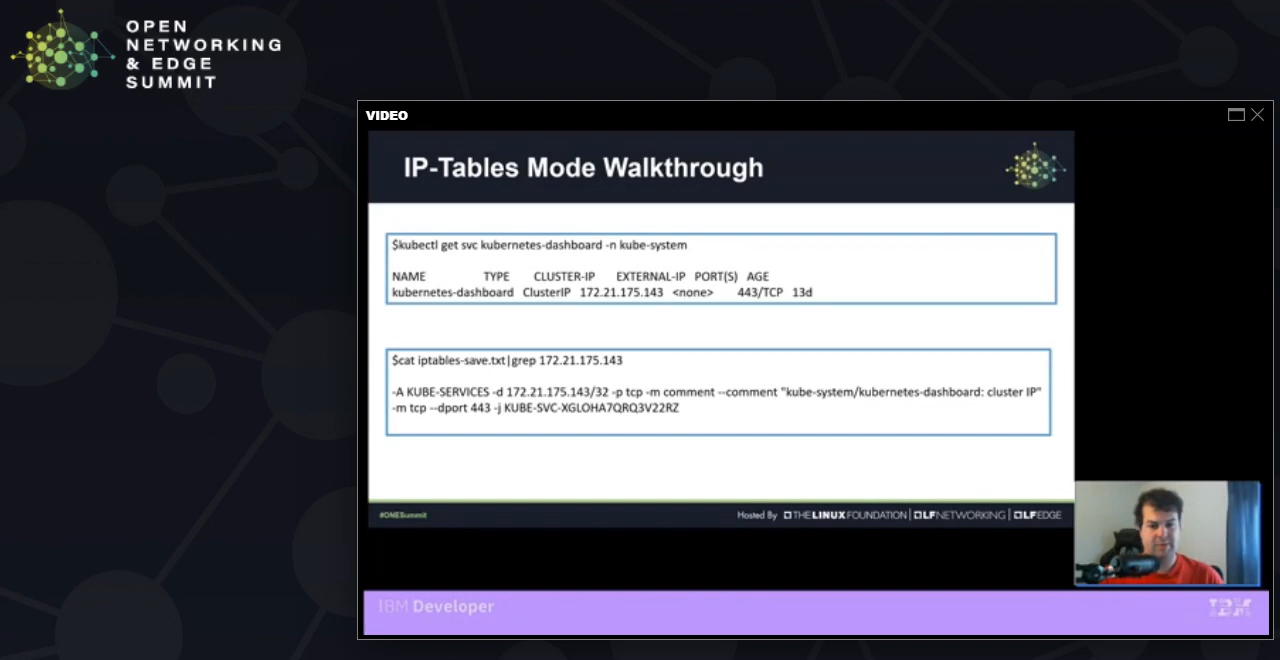 OPEN
NETWORKING
& EDGE
SUMMIT
VIDEO
IP-Tables Mode Walkthrough
$kubectl get svc kubernetes-dashboard -n kube-system
NAME TYPE CLUSTER-IP EXTERNAL-IP PORT(S) AGE
kubernetes-dashboard ClusterIP 172.21.175.143 <none> 443/TCP 13d
$cat iptables-save.txt|grep 172.21.175.143
-A KUBE-SERVICES -d 172.21.175.143/32 -p tcp -m comment --comment "kube-system/kubernetes-dashboard: cluster IP"
-m tcp --dport 443 -j KUBE-SVC-XGLOHA7QRQ3V22RZ
#ONESummit
Hosted By THE LINUX FOUNDATION | LF NETWORKING | LF EDGE
IBM Developer
IBM